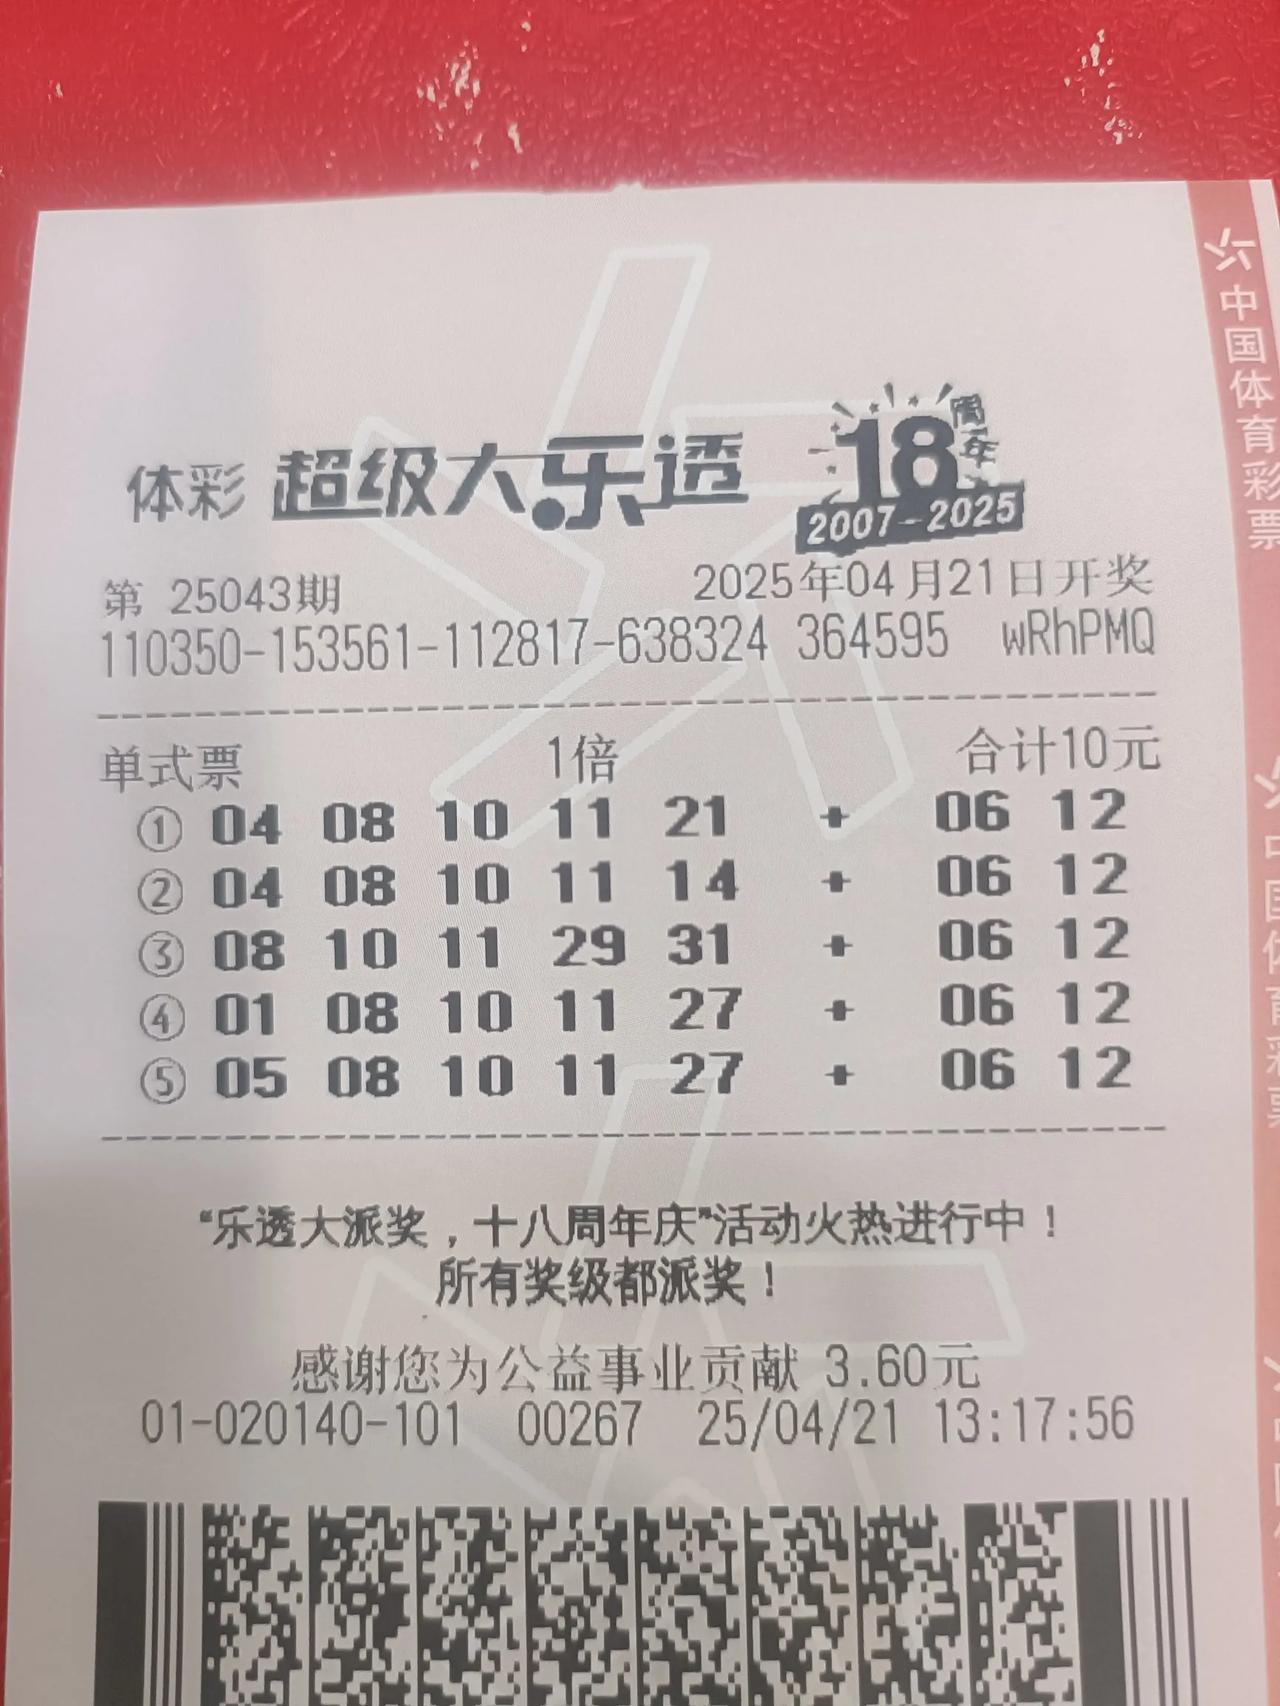 体彩 超级大乐透 18周年 2007-2025
第 25043期 2025年04月21日开奖
110350-153561-112817-638324 364595 wRhPMQ
单式票 1倍 合计10元
① 04 08 10 11 21 + 06 12
② 04 08 10 11 14 + 06 12
③ 08 10 11 29 31 + 06 12
④ 01 08 10 11 27 + 06 12
⑤ 05 08 10 11 27 + 06 12
“乐透大派奖，十八周年庆”活动火热进行中！
所有奖级都派奖！
感谢您为公益事业贡献 3.60元
01-020140-101 00267 25/04/21 13:17:56
中国体育彩票
中国体育彩票